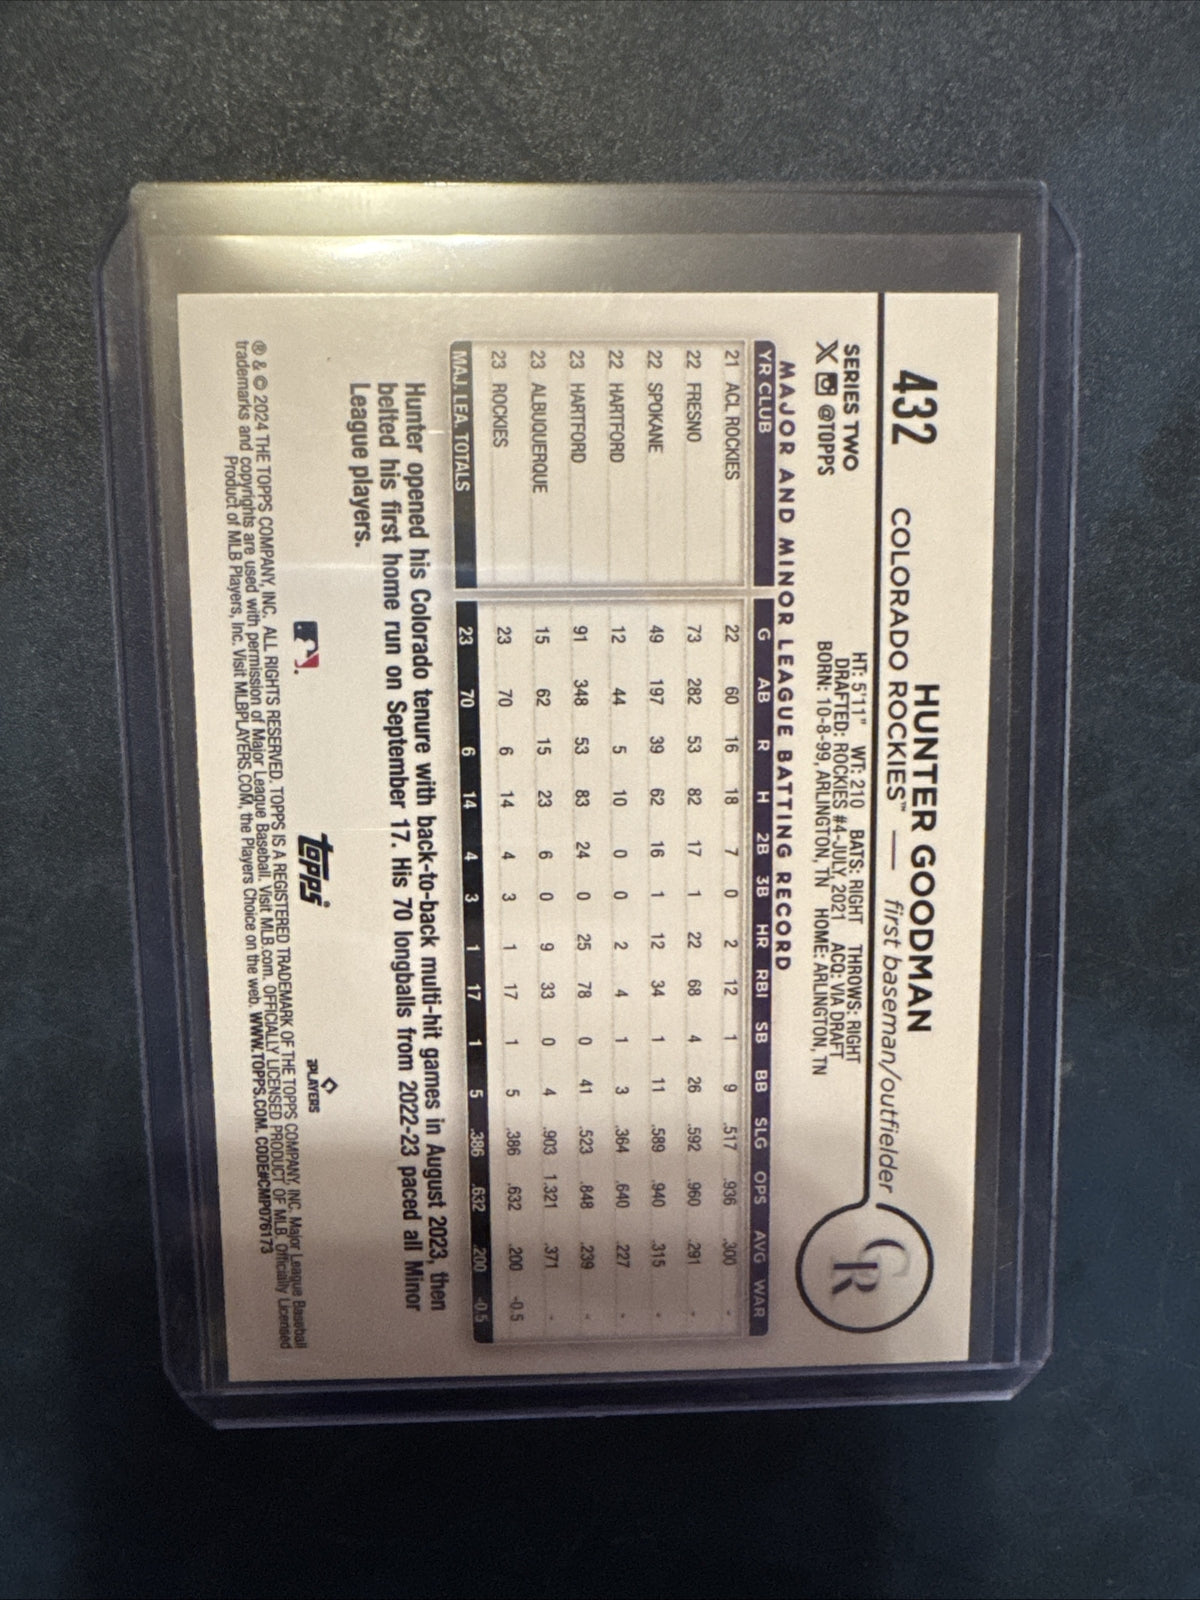 432 COLORADO ROCKIES™ — first baseman/outfielder
HUNTER GOODMAN
CR
SERIES TWO
X @TOPPS
HT: 5'11" WT: 210 BATS: RIGHT THROWS: RIGHT
DRAFTED: ROCKIES #4-JULY, 2021 ACQ: VIA DRAFT
BORN: 10-8-99, ARLINGTON, TN HOME: ARLINGTON, TN
MAJOR AND MINOR LEAGUE BATTING RECORD
YR CLUB G AB R H 2B 3B HR RBI SB BB SLG OPS AVG WAR
21 ACL ROCKIES 22 60 16 18 7 0 2 12 1 9 .517 .936 .300 -
22 FRESNO 73 282 53 82 17 1 22 68 4 26 .592 .960 .291 -
22 SPOKANE 49 197 39 62 16 1 12 34 1 11 .589 .940 .315 -
22 HARTFORD 12 44 5 10 0 0 2 4 1 3 .364 .640 .227 -
23 HARTFORD 91 348 53 83 24 0 25 78 0 41 .523 .848 .239 -
23 ALBUQUERQUE 15 62 15 23 6 0 9 33 0 4 .903 1.321 .371 -
23 ROCKIES 23 70 6 14 4 3 1 17 1 5 .386 .632 .200 -0.5
MAJ. LEA. TOTALS 23 70 6 14 4 3 1 17 1 5 .386 .632 .200 -0.5
Hunter opened his Colorado tenure with back-to-back multi-hit games in August 2023, then
belted his first home run on September 17. His 70 longballs from 2022-23 paced all Minor
League players.
topps®
PLAYERS
® & © 2024 THE TOPPS COMPANY, INC. ALL RIGHTS RESERVED. TOPPS IS A REGISTERED TRADEMARK OF THE TOPPS COMPANY, INC. Major League Baseball
trademarks and copyrights are used with permission of Major League Baseball. Visit MLB.com. OFFICIALLY LICENSED PRODUCT OF MLB Officially Licensed
Product of MLB Players, Inc. Visit MLBPLAYERS.COM, the Players Choice on the web. WWW.TOPPS.COM. CODE#CMP076173